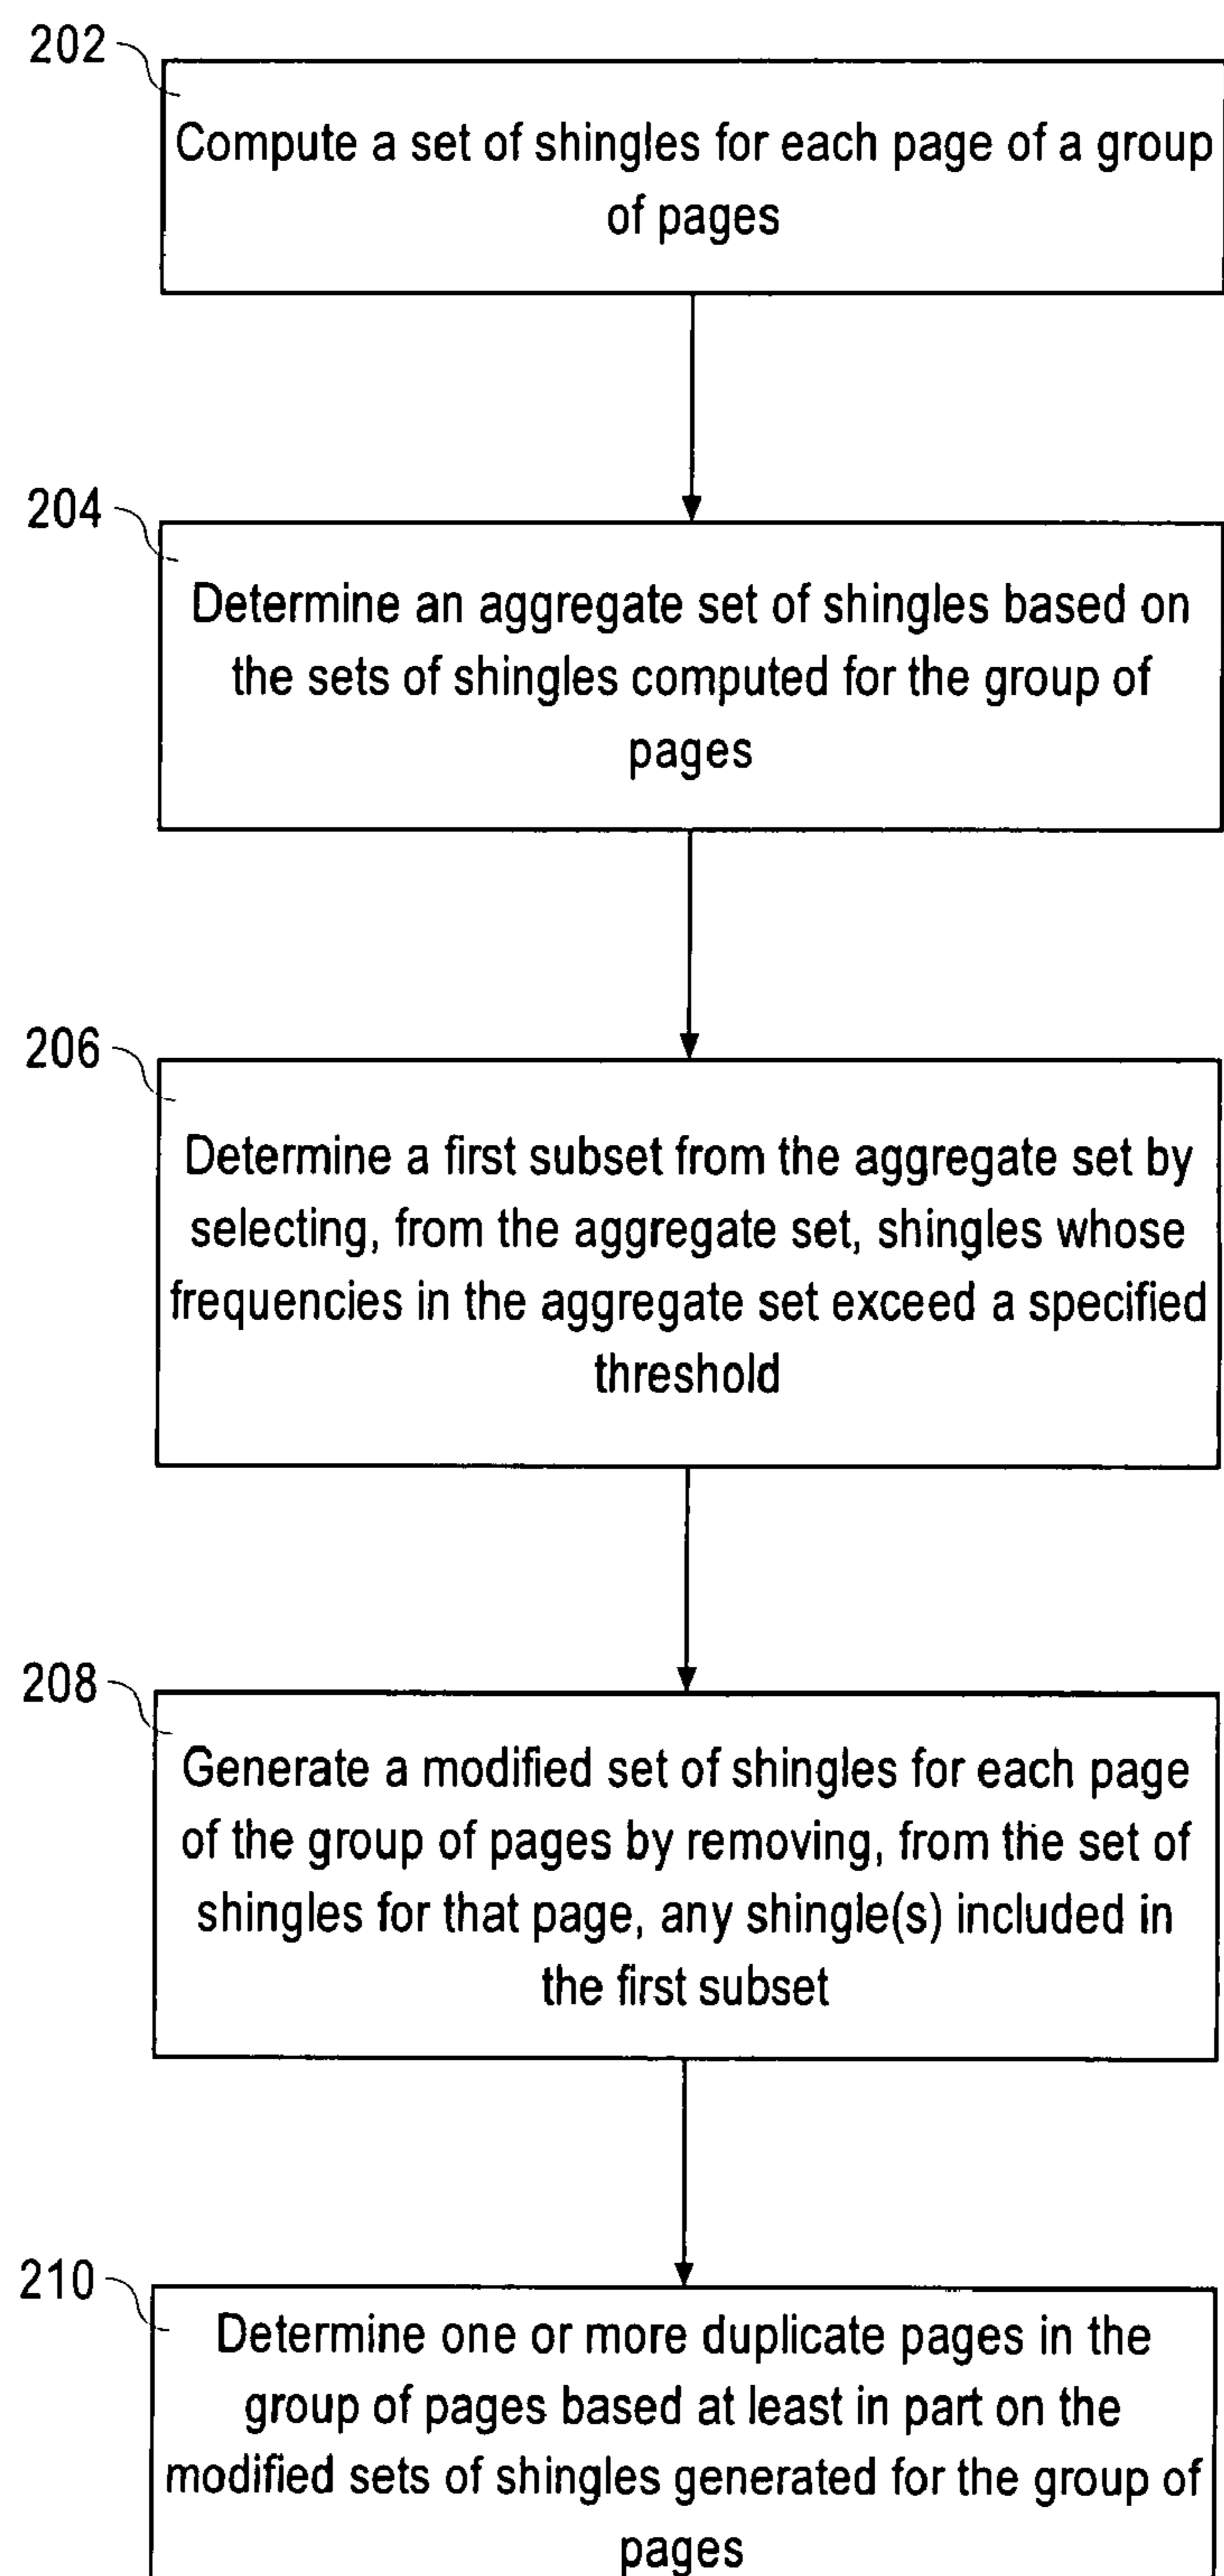 202
Compute a set of shingles for each page of a group
of pages
204
Determine an aggregate set of shingles based on
the sets of shingles computed for the group of
pages
206
Determine a first subset from the aggregate set by
selecting, from the aggregate set, shingles whose
frequencies in the aggregate set exceed a specified
threshold
208
Generate a modified set of shingles for each page
of the group of pages by removing, from the set of
shingles for that page, any shingle(s) included in
the first subset
210
Determine one or more duplicate pages in the
group of pages based at least in part on the
modified sets of shingles generated for the group of
pages